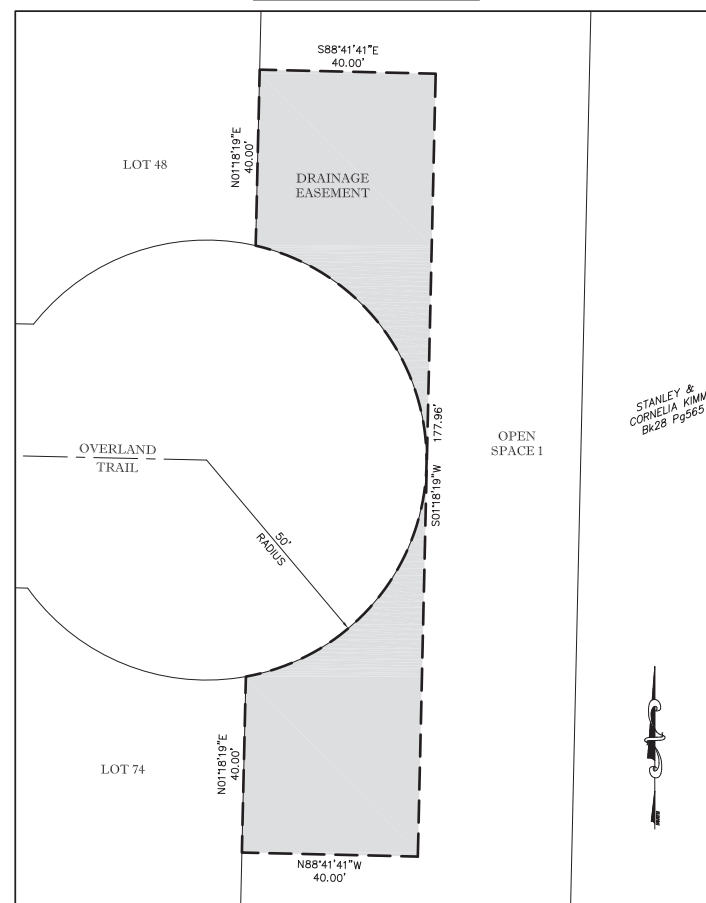 S88°41'41"E
40.00'
N01°18'19"E
40.00'
LOT 48
DRAINAGE
EASEMENT
STANLEY &
CORNELIA KIMM
Bk28 Pg565
177.96'
S01°18'19"W
OPEN
SPACE 1
OVERLAND
TRAIL
50'
RADIUS
N01°18'19"E
40.00'
LOT 74
N88°41'41"W
40.00'